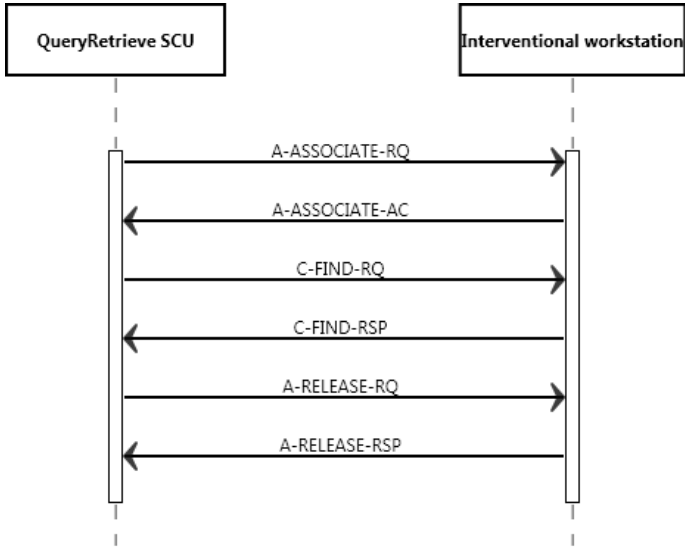 QueryRetrieve SCU
Interventional workstation
A-ASSOCIATE-RQ
A-ASSOCIATE-AC
C-FIND-RQ
C-FIND-RSP
A-RELEASE-RQ
A-RELEASE-RSP